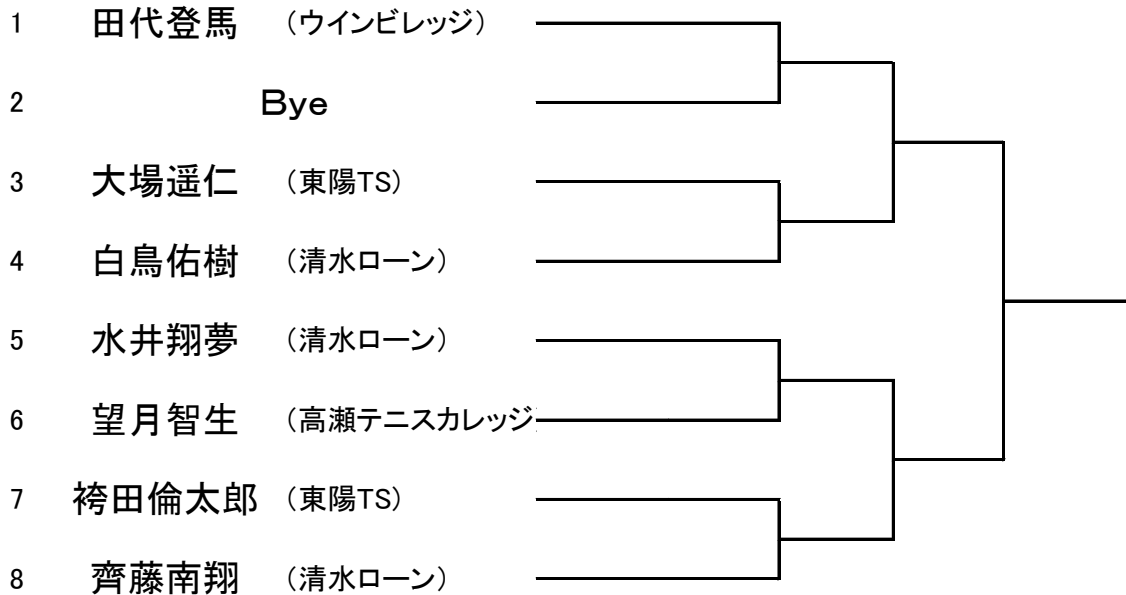 1 田代登馬 （ウインビレッジ）
2 Bye
3 大場遥仁 （東陽TS）
4 白鳥佑樹 （清水ローン）
5 水井翔夢 （清水ローン）
6 望月智生 （高瀬テニスカレッジ）
7 袴田倫太郎 （東陽TS）
8 齊藤南翔 （清水ローン）